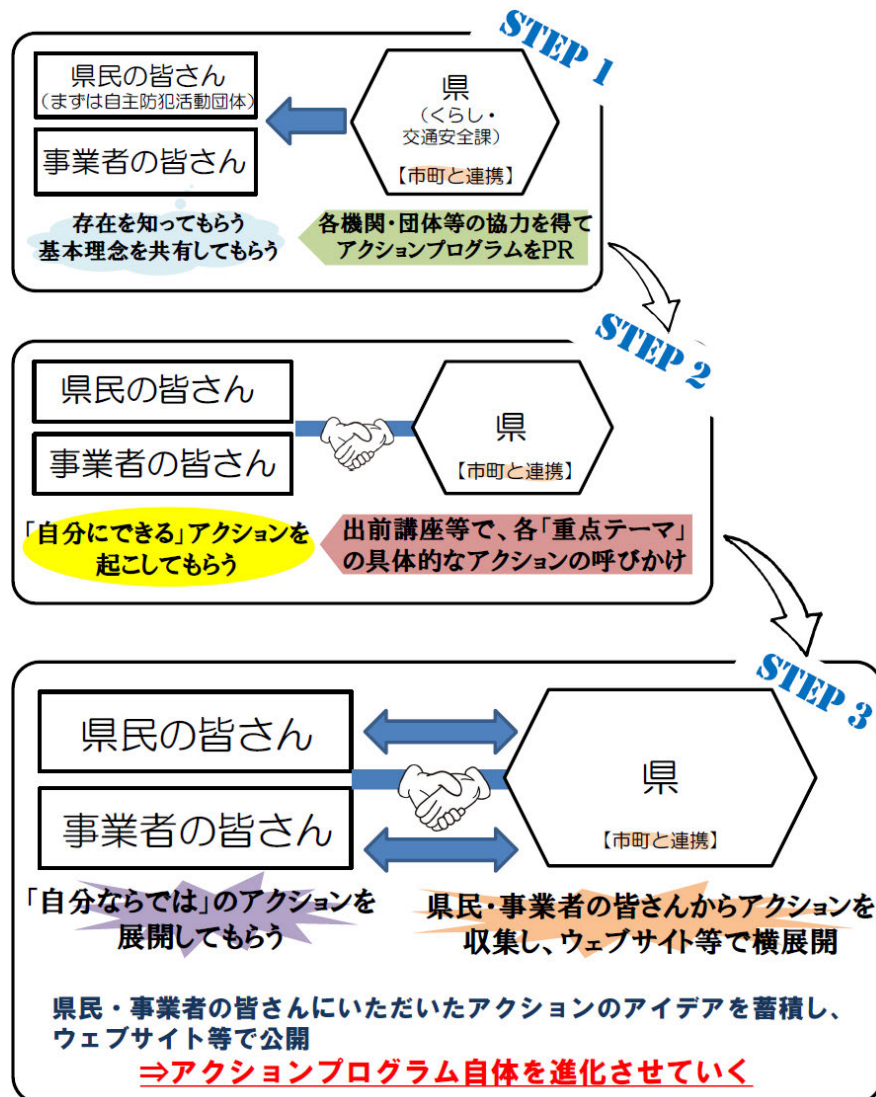 STEP 1
県民の皆さん
(まずは自主防犯活動団体)
事業者の皆さん
県
(くらし・
交通安全課)
【市町と連携】
存在を知ってもらう
基本理念を共有してもらう
各機関・団体等の協力を得て
アクションプログラムをPR
STEP 2
県民の皆さん
事業者の皆さん
県
【市町と連携】
「自分にできる」アクションを
起こしてもらう
出前講座等で、各「重点テーマ」
の具体的なアクションの呼びかけ
STEP 3
県民の皆さん
事業者の皆さん
県
【市町と連携】
「自分ならでは」のアクションを
展開してもらう
県民・事業者の皆さんからアクションを
収集し、ウェブサイト等で横展開
県民・事業者の皆さんにいただいたアクションのアイデアを蓄積し、
ウェブサイト等で公開
⇒アクションプログラム自体を進化させていく